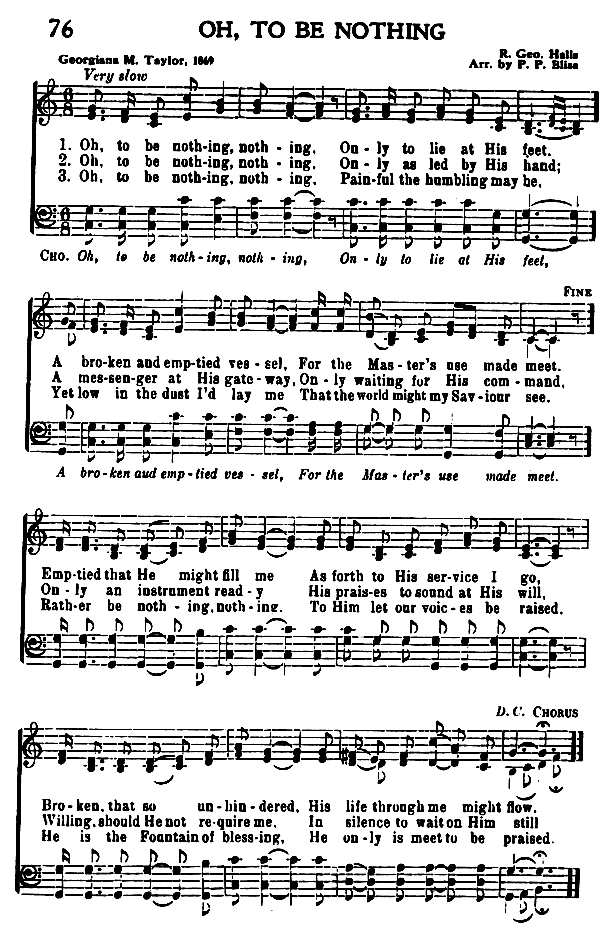 76 OH, TO BE NOTHING
Georgiana M. Taylor, 1869
R. Geo. Halls
Arr. by P. P. Bliss
Very slow
1. Oh, to be noth-ing, noth - ing, On - ly to lie at His feet.
2. Oh, to be noth-ing, noth - ing, On - ly as led by His hand;
3. Oh, to be noth-ing, noth - ing, Pain-ful the humbling may be,
CHO. Oh, to be noth-ing, noth - ing, On - ly to lie at His feet,
FINE
A bro-ken and emp-tied ves - sel, For the Mas - ter's use made meet.
A mes-sen-ger at His gate - way, On - ly waiting for His com - mand,
Yet low in the dust I'd lay me That the world might my Sav - iour see.
A bro-ken aud emp-tied ves - sel, For the Mas - ter's use made meet.
Emp-tied that He might fill me As forth to His ser-vice I go,
On - ly an instrument read - y His prais-es to sound at His will,
Rath-er be noth - ing, noth-ing. To Him let our voic - es be raised.
D. C. CHORUS
Bro-ken, that so un-hin - dered, His life through me might flow.
Willing, should He not re-quire me, In silence to wait on Him still
He is the Fountain of bless-ing, He on-ly is meet to be praised.